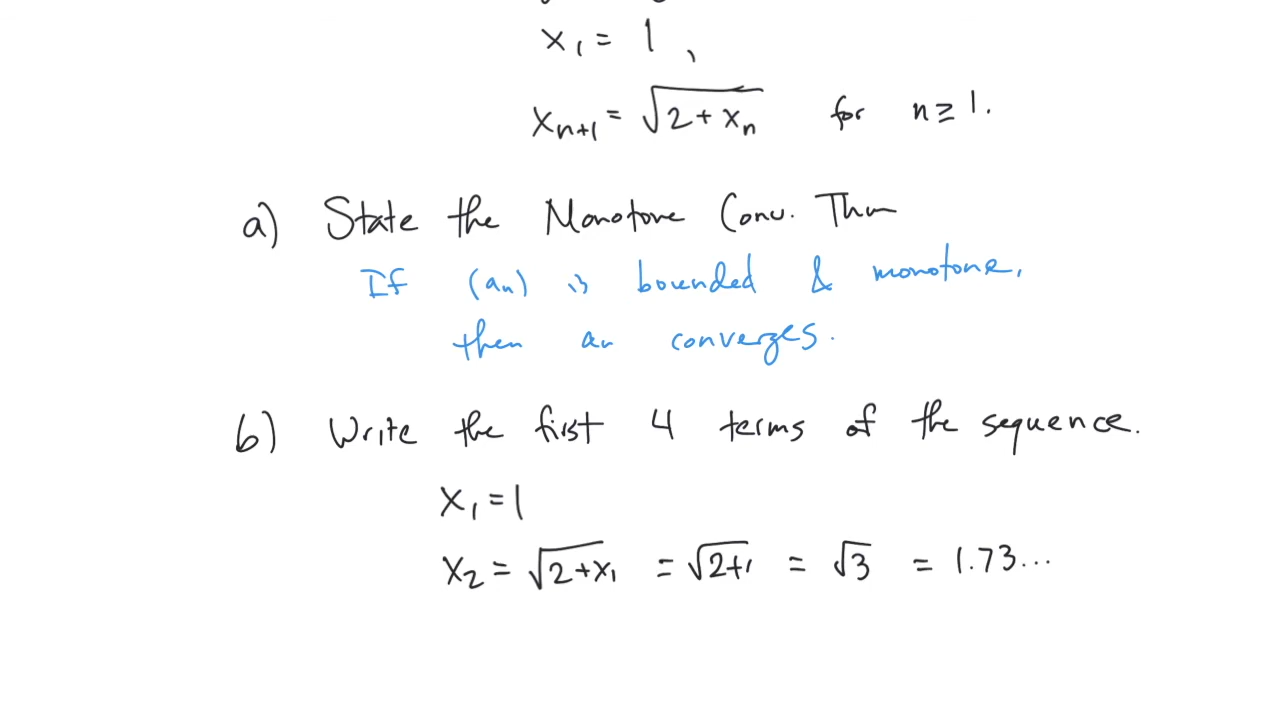 x₁ = 1,
xₙ₊₁ = √(2 + xₙ) for n ≥ 1.
a) State the Monotone Conv. Thm
If (aₙ) is bounded & monotone,
then aₙ converges.
b) Write the first 4 terms of the sequence.
x₁ = 1
x₂ = √(2+x₁) = √(2+1) = √3 = 1.73...